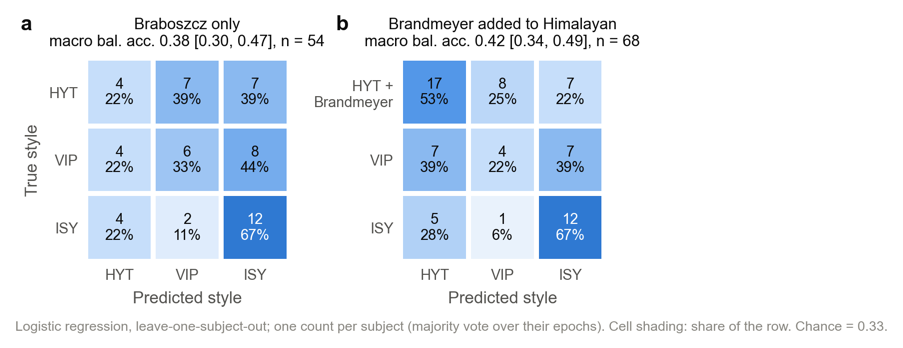 a
Braboszcz only
macro bal. acc. 0.38 [0.30, 0.47], n = 54
True style
HYT
4
22%
7
39%
7
39%
VIP
4
22%
6
33%
8
44%
ISY
4
22%
2
11%
12
67%
HYT
VIP
ISY
Predicted style
b
Brandmeyer added to Himalayan
macro bal. acc. 0.42 [0.34, 0.49], n = 68
HYT +
Brandmeyer
17
53%
8
25%
7
22%
VIP
7
39%
4
22%
7
39%
ISY
5
28%
1
6%
12
67%
HYT
VIP
ISY
Predicted style
Logistic regression, leave-one-subject-out; one count per subject (majority vote over their epochs). Cell shading: share of the row. Chance = 0.33.